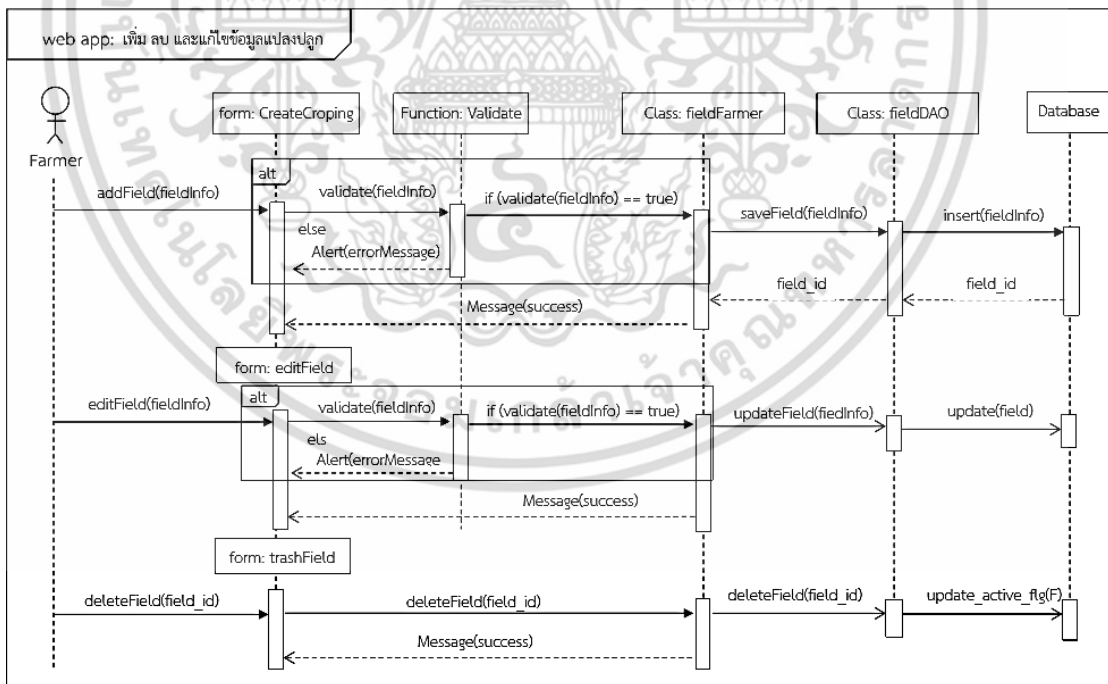 web app: เพิ่ม ลบ และแก้ไขข้อมูลแปลงปลูก
Farmer
form: CreateCroping
Function: Validate
Class: fieldFarmer
Class: fieldDAO
Database
alt
addField(fieldInfo)
validate(fieldInfo)
if (validate(fieldInfo) == true)
saveField(fieldInfo)
insert(fieldInfo)
else
Alert(errorMessage)
field_id
field_id
Message(success)
form: editField
alt
editField(fieldInfo)
validate(fieldInfo)
if (validate(fieldInfo) == true)
updateField(fiedInfo)
update(field)
els
Alert(errorMessage
Message(success)
form: trashField
deleteField(field_id)
deleteField(field_id)
deleteField(field_id)
update_active_flg(F)
Message(success)